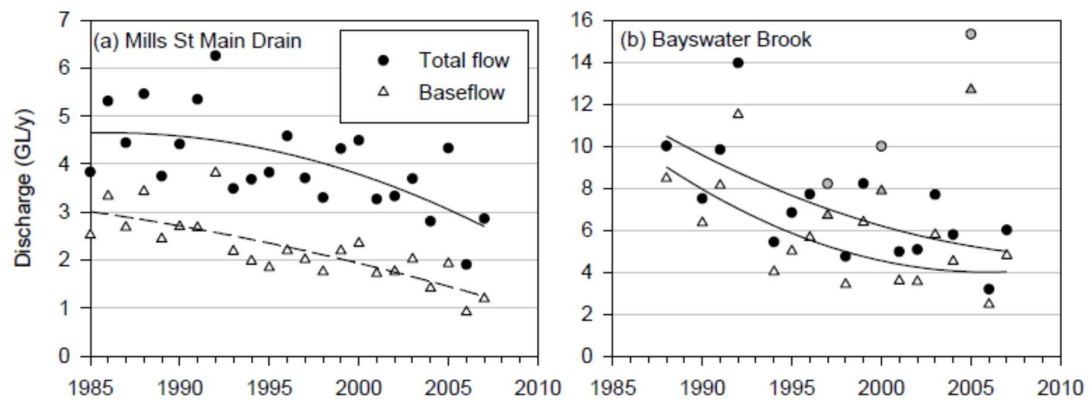 (a) Mills St Main Drain
Total flow
Baseflow
Discharge (GL/y)
7
6
5
4
3
2
1
0
1985 1990 1995 2000 2005 2010
(b) Bayswater Brook
16
14
12
10
8
6
4
2
0
1985 1990 1995 2000 2005 2010